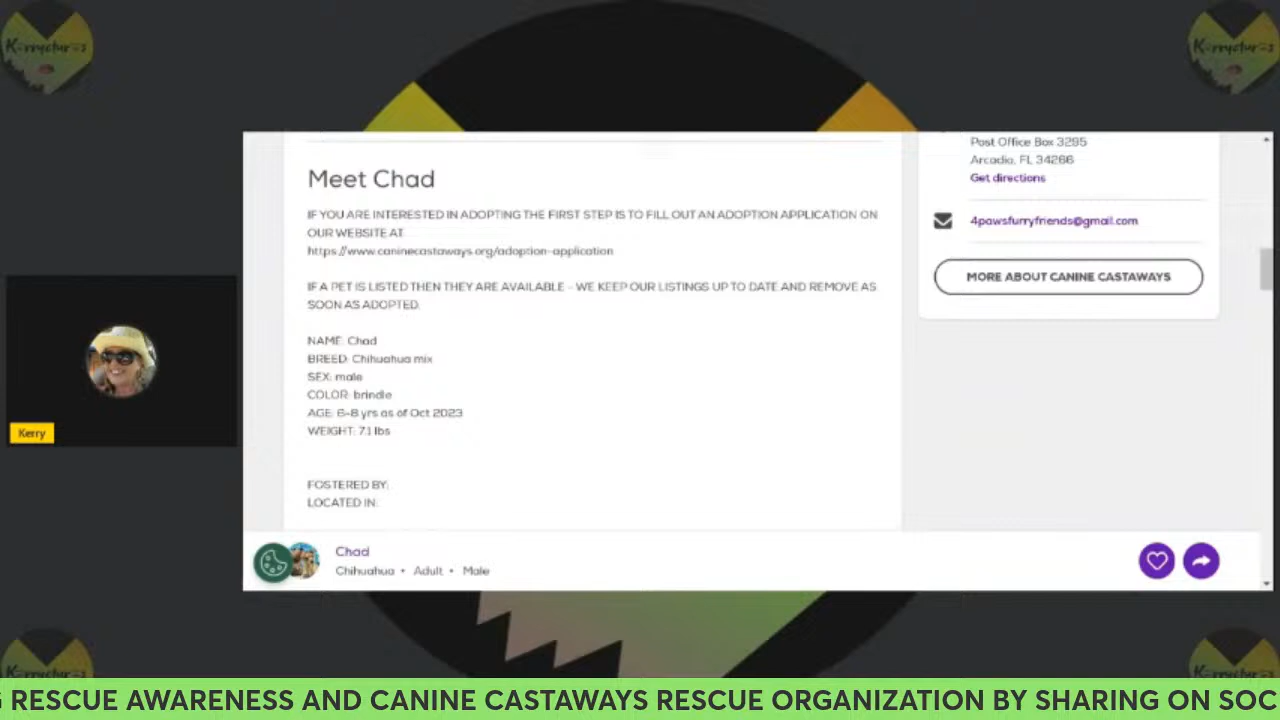 Kerryctures
Kerryctures
Meet Chad
IF YOU ARE INTERESTED IN ADOPTING THE FIRST STEP IS TO FILL OUT AN ADOPTION APPLICATION ON
OUR WEBSITE AT
https://www.caninecastaways.org/adoption-application
IF A PET IS LISTED THEN THEY ARE AVAILABLE - WE KEEP OUR LISTINGS UP TO DATE AND REMOVE AS
SOON AS ADOPTED.
NAME: Chad
BREED: Chihuahua mix
SEX: male
COLOR: brindle
AGE: 6-8 yrs as of Oct 2023
WEIGHT: 7.1 lbs
FOSTERED BY:
LOCATED IN:
Post Office Box 3295
Arcadia, FL 34266
Get directions
4pawsfurryfriends@gmail.com
MORE ABOUT CANINE CASTAWAYS
Kerry
Chad
Chihuahua • Adult • Male
Kerryctures
Kerryctures
RESCUE AWARENESS AND CANINE CASTAWAYS RESCUE ORGANIZATION BY SHARING ON SOC